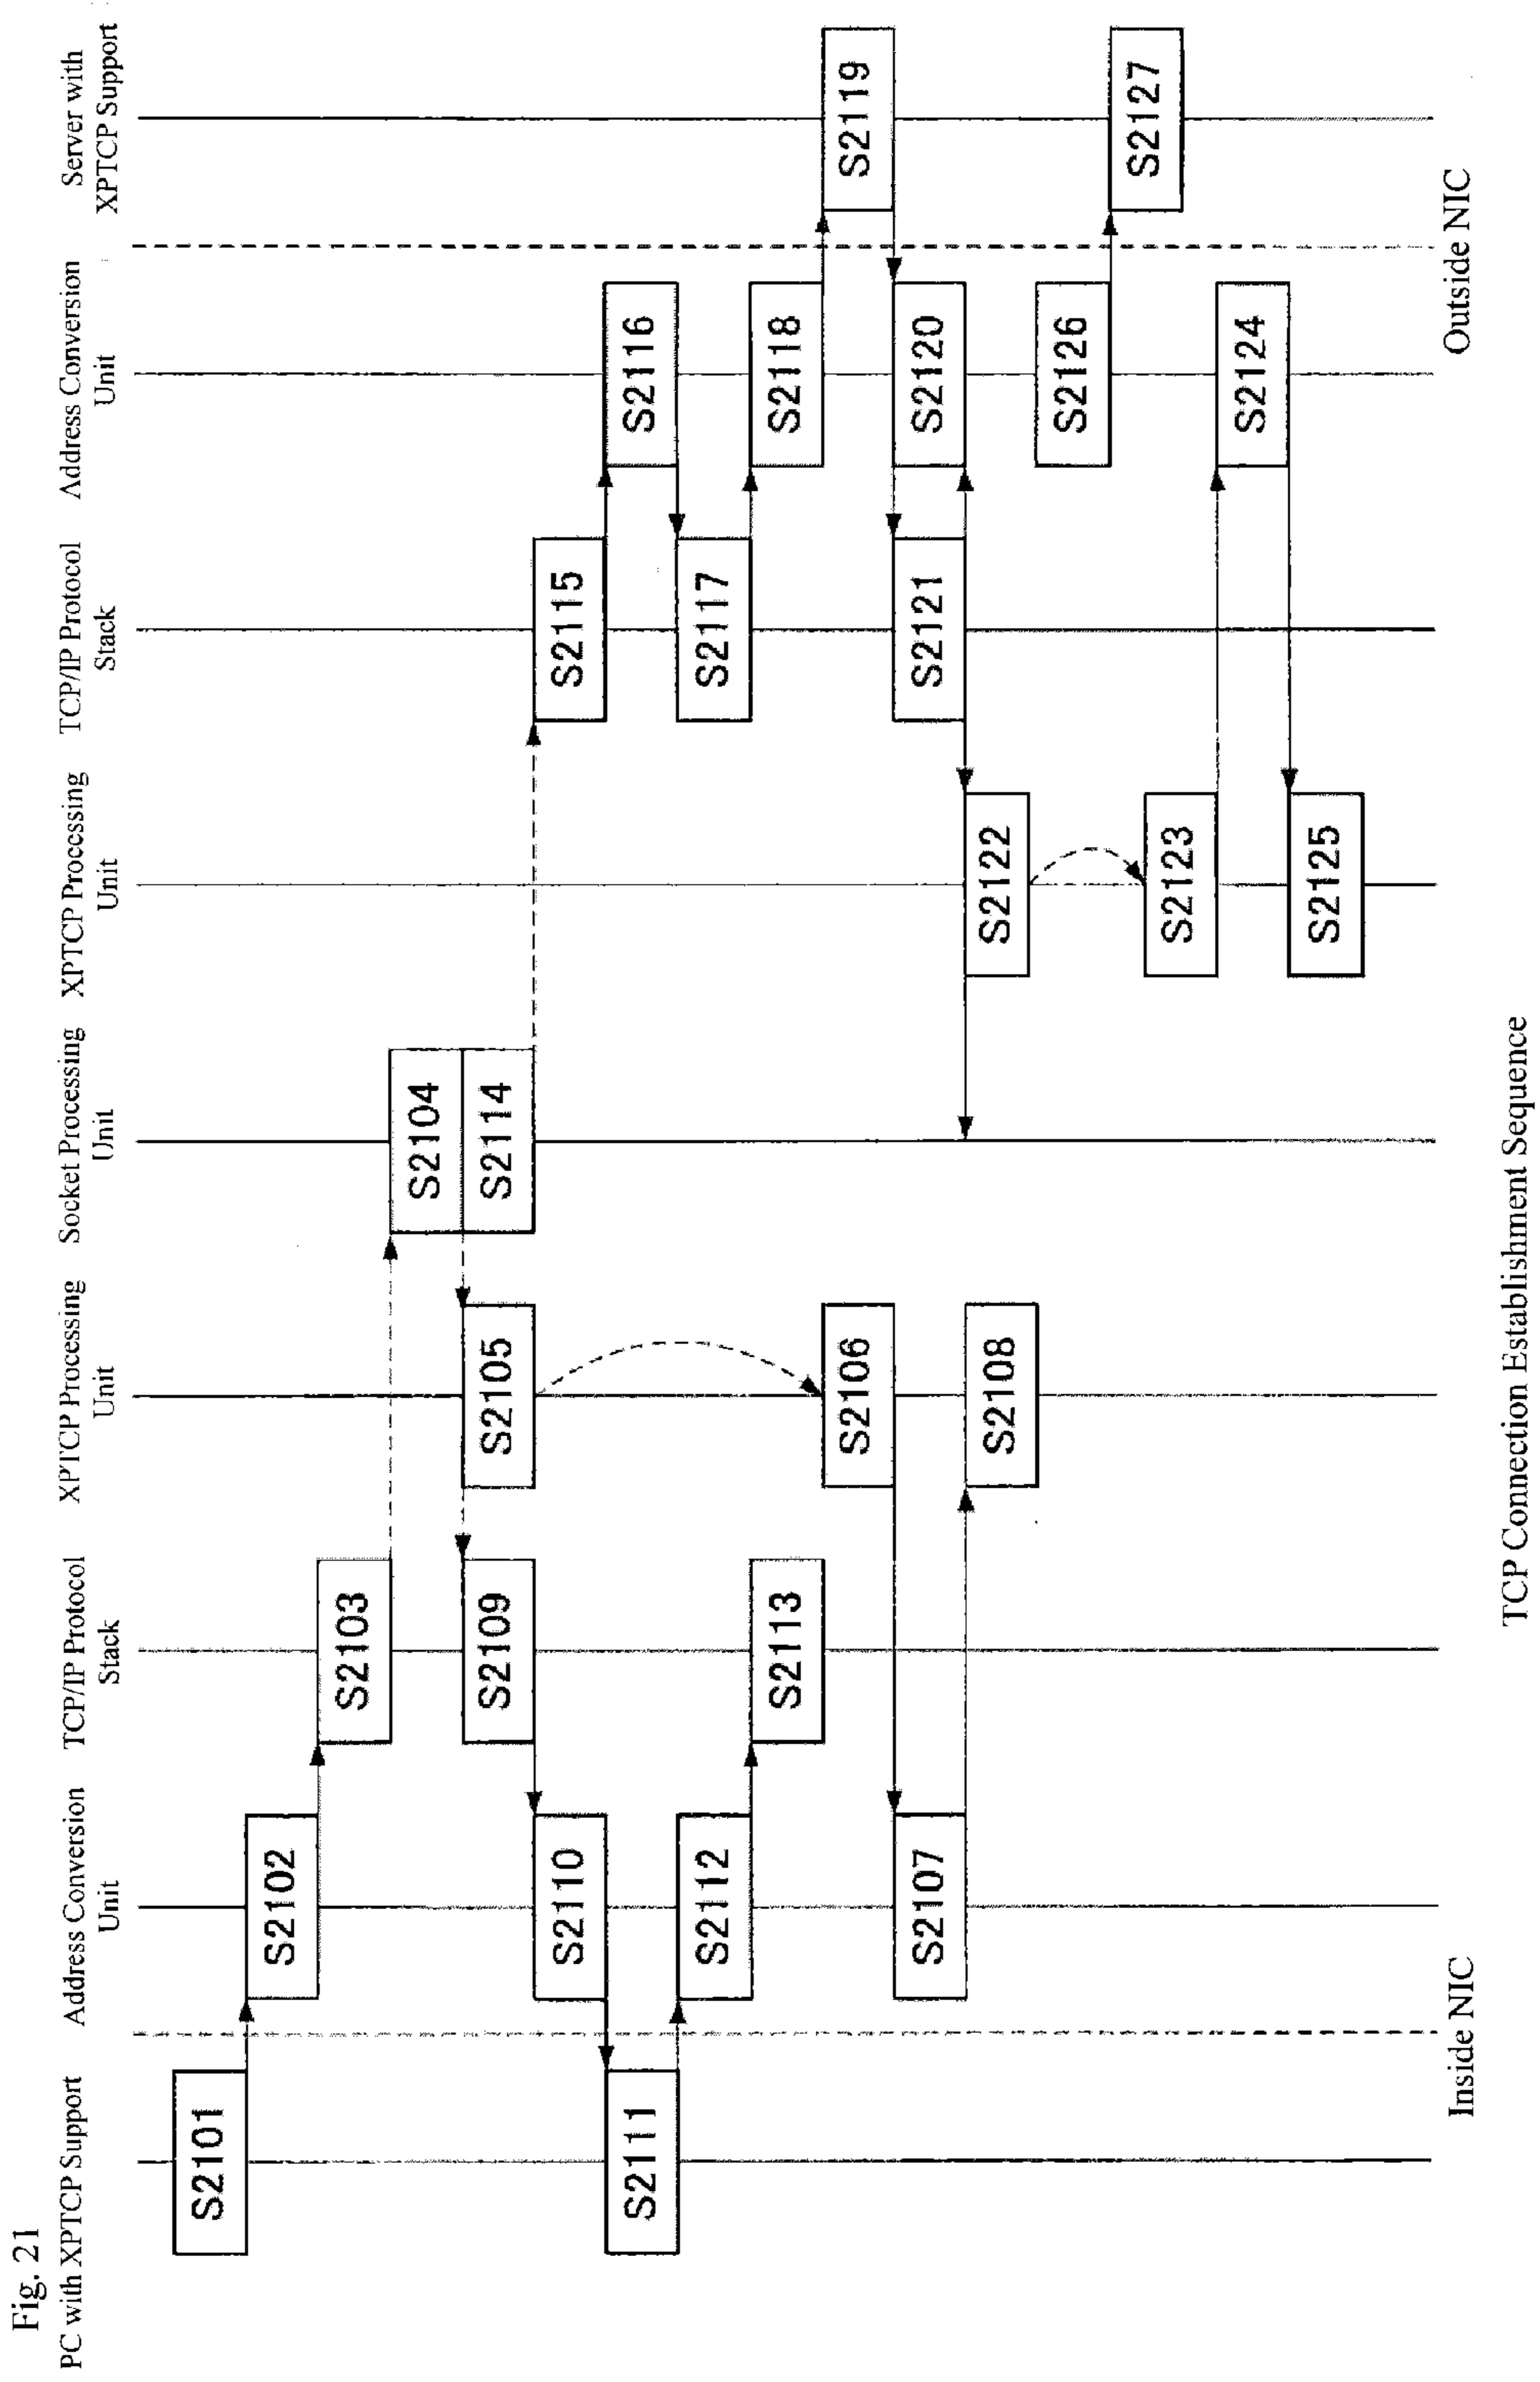 Fig. 21
PC with XPTCP Support
Address Conversion
Unit
TCP/IP Protocol
Stack
XPTCP Processing
Unit
Socket Processing
Unit
XPTCP Processing
Unit
TCP/IP Protocol
Stack
Address Conversion
Unit
Server with
XPTCP Support
S2101
S2102
S2103
S2104
S2105
S2109
S2114
S2110
S2115
S2111
S2116
S2112
S2117
S2113
S2118
S2106
S2119
S2107
S2121
S2120
S2108
S2122
S2126
S2127
S2123
S2124
S2125
Inside NIC
Outside NIC
TCP Connection Establishment Sequence